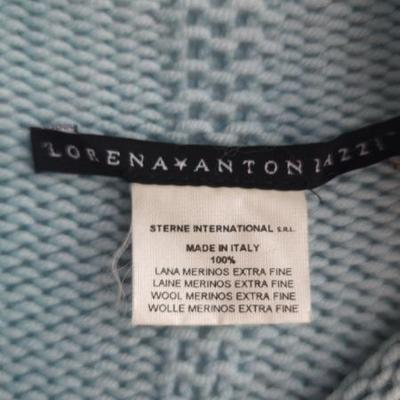 LORENA★ANTONIAZZI
STERNE INTERNATIONAL S.R.L.
MADE IN ITALY
100%
LANA MERINOS EXTRA FINE
LAINE MERINOS EXTRA FINE
WOOL MERINOS EXTRA FINE
WOLLE MERINOS EXTRA FINE